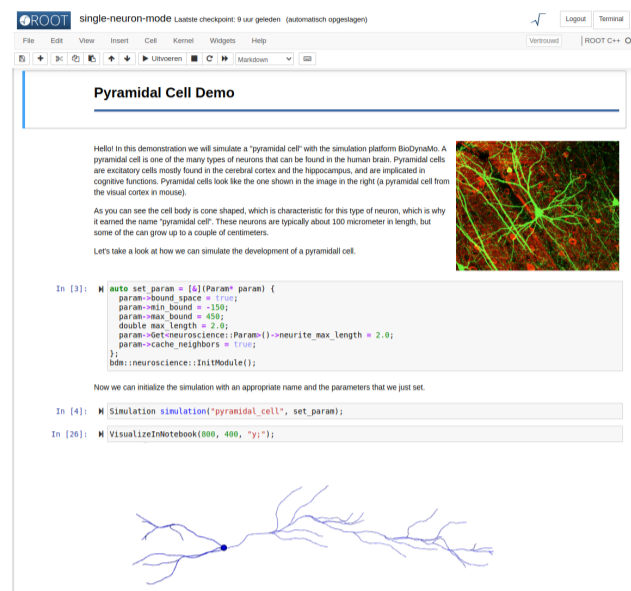 ROOT single-neuron-mode Laatste checkpoint: 9 uur geleden (automatisch opgeslagen) Logout Terminal
File Edit View Insert Cell Kernel Widgets Help Vertrouwd ROOT C++
Uitvoeren Markdown
Pyramidal Cell Demo
Hello! In this demonstration we will simulate a "pyramidal cell" with the simulation platform BioDynaMo. A
pyramidal cell is one of the many types of neurons that can be found in the human brain. Pyramidal cells
are excitatory cells mostly found in the cerebral cortex and the hippocampus, and are implicated in
cognitive functions. Pyramidal cells look like the one shown in the image in the right (a pyramidal cell from
the visual cortex in mouse).
As you can see the cell body is cone shaped, which is characteristic for this type of neuron, which is why
it earned the name "pyramidal cell". These neurons are typically about 100 micrometer in length, but
some of the can grow up to a couple of centimeters.
Let's take a look at how we can simulate the development of a pyramidall cell.
In [3]: auto set_param = [&](Param* param) {
param->bound_space = true;
param->min_bound = -150;
param->max_bound = 450;
double max_length = 2.0;
param->Get<neuroscience::Param>()->neurite_max_length = 2.0;
param->cache_neighbors = true;
};
bdm::neuroscience::InitModule();
Now we can initialize the simulation with an appropriate name and the parameters that we just set.
In [4]: Simulation simulation("pyramidal_cell", set_param);
In [26]: VisualizeInNotebook(800, 400, "y;");